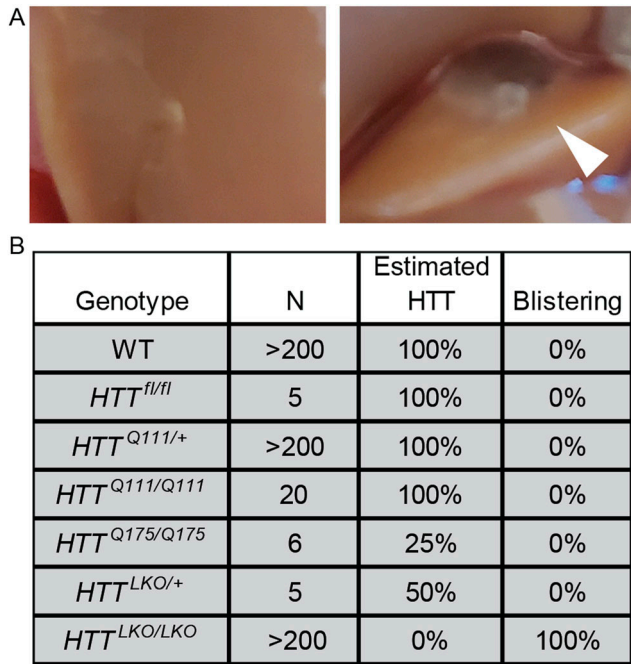 A
B
Genotype N Estimated HTT Blistering
WT >200 100% 0%
HTT^fl/fl 5 100% 0%
HTT^Q111/+ >200 100% 0%
HTT^Q111/Q111 20 100% 0%
HTT^Q175/Q175 6 25% 0%
HTT^LKO/+ 5 50% 0%
HTT^LKO/LKO >200 0% 100%